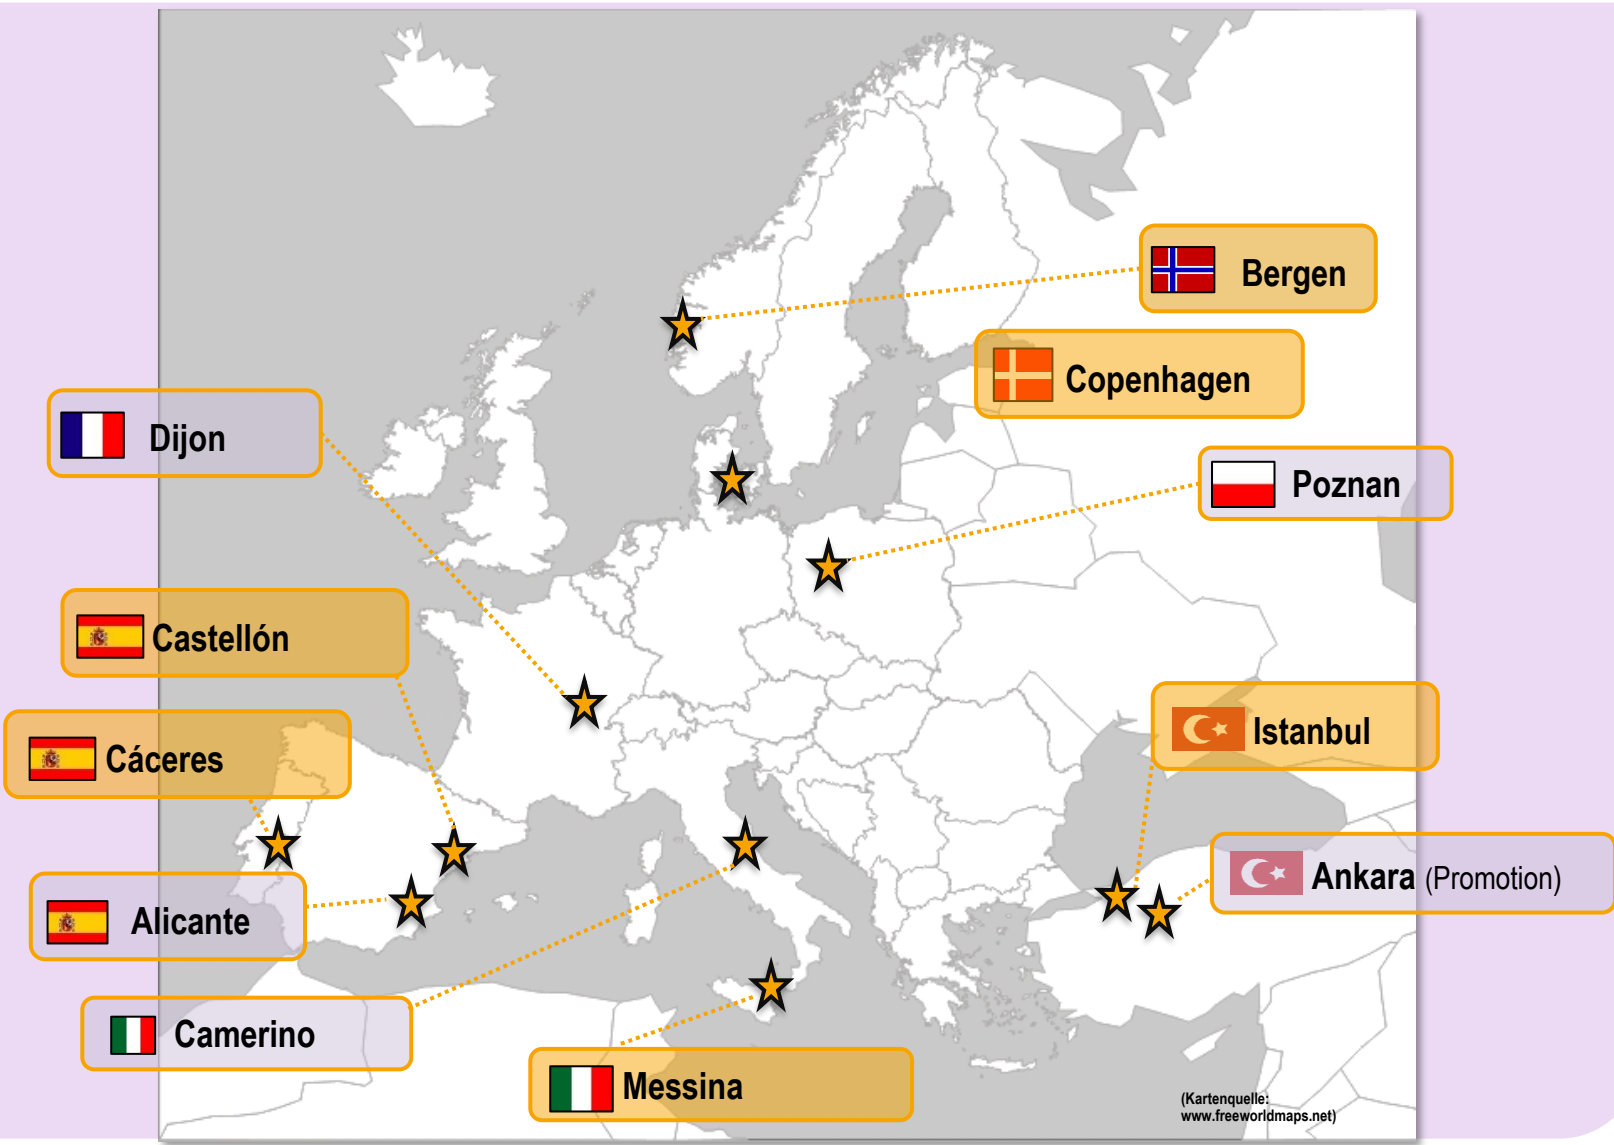 Bergen
Copenhagen
Dijon
Poznan
Castellón
Istanbul
Cáceres
Ankara (Promotion)
Alicante
Camerino
Messina
(Kartenquelle:
www.freeworldmaps.net)